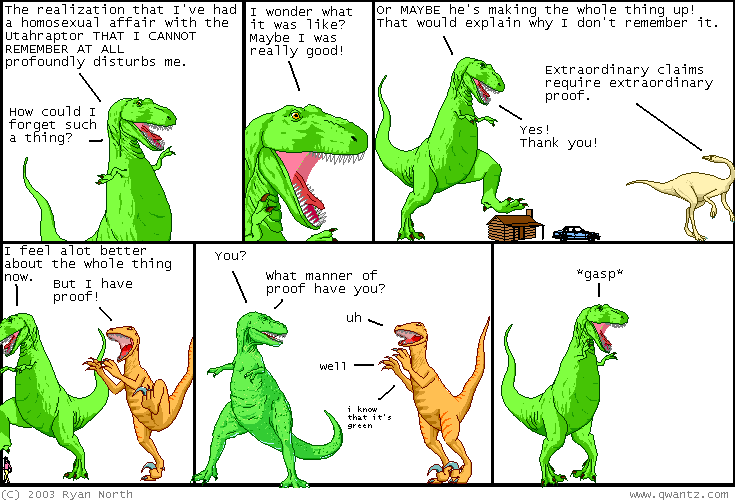 The realization that I've had
a homosexual affair with the
Utahraptor THAT I CANNOT
REMEMBER AT ALL
profoundly disturbs me.
How could I
forget such
a thing?
I wonder what
it was like?
Maybe I was
really good!
Or MAYBE he's making the whole thing up!
That would explain why I don't remember it.
Yes!
Thank you!
Extraordinary claims
require extraordinary
proof.
I feel alot better
about the whole thing
now.
But I have
proof!
You?
What manner of
proof have you?
uh
well
i know
that it's
green
*gasp*
(C) 2003 Ryan North
www.qwantz.com